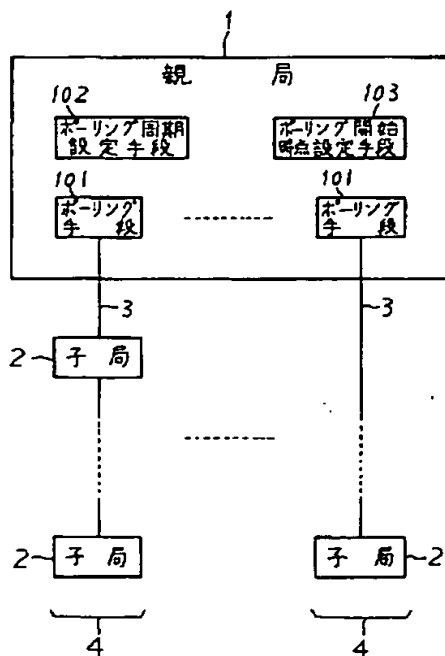 1
親 局
102 103
ポーリング周期
設定手段
ポーリング開始
時点設定手段
101 101
ポーリング
手 段
ポーリング
手 段
3 3
2 子 局
2 子 局
子 局 2
4 4